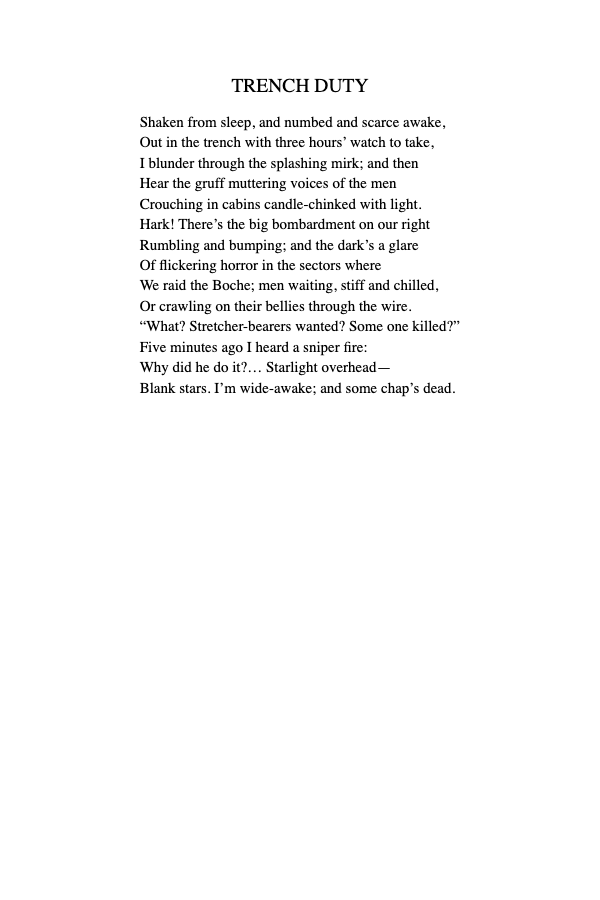 TRENCH DUTY
Shaken from sleep, and numbed and scarce awake,
Out in the trench with three hours’ watch to take,
I blunder through the splashing mirk; and then
Hear the gruff muttering voices of the men
Crouching in cabins candle-chinked with light.
Hark! There’s the big bombardment on our right
Rumbling and bumping; and the dark’s a glare
Of flickering horror in the sectors where
We raid the Boche; men waiting, stiff and chilled,
Or crawling on their bellies through the wire.
“What? Stretcher-bearers wanted? Some one killed?”
Five minutes ago I heard a sniper fire:
Why did he do it?… Starlight overhead—
Blank stars. I’m wide-awake; and some chap’s dead.